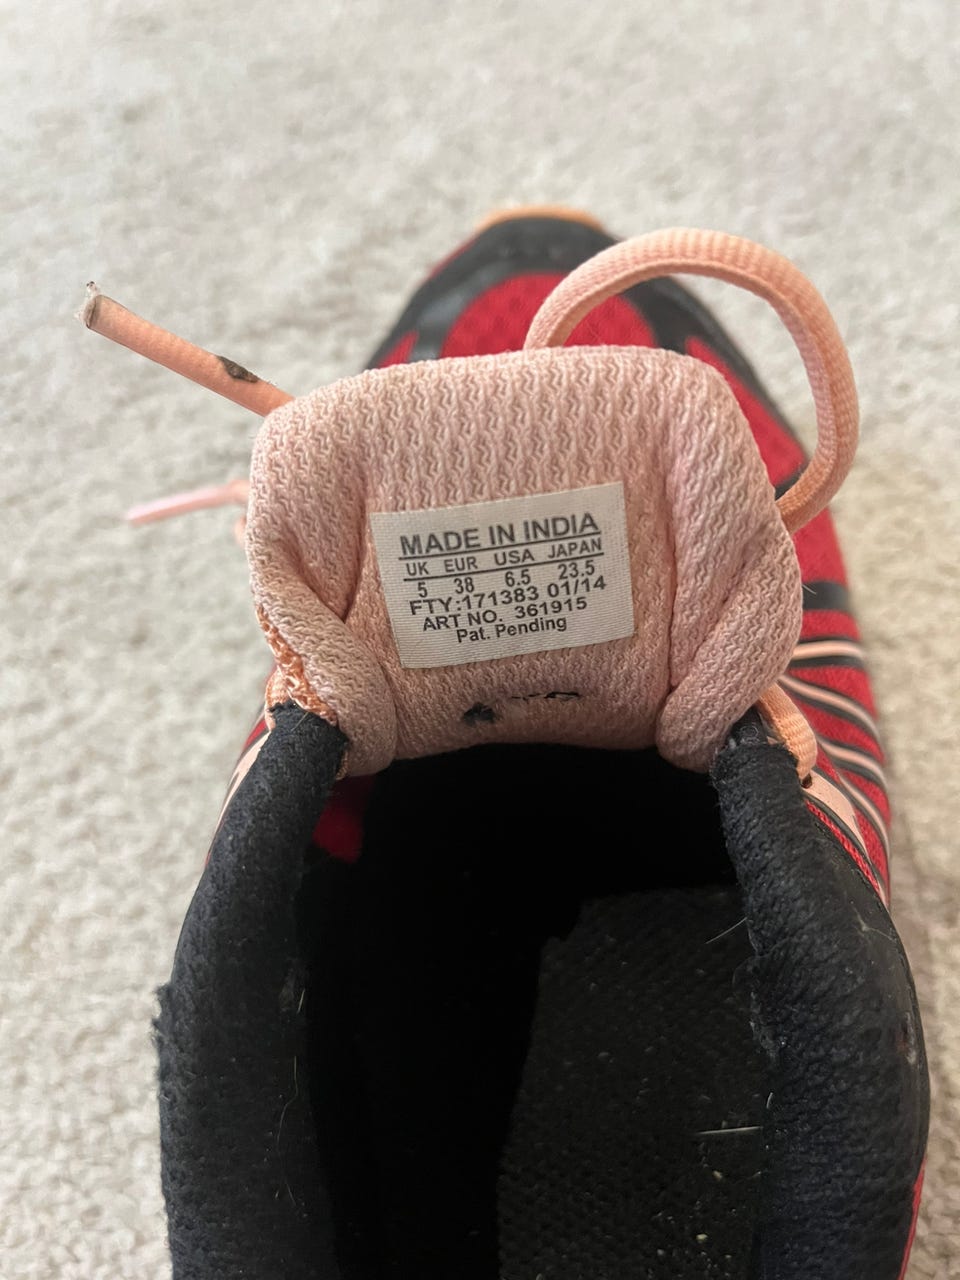 MADE IN INDIA
UK EUR USA JAPAN
5 38 6.5 23.5
FTY:171383 01/14
ART NO. 361915
Pat. Pending